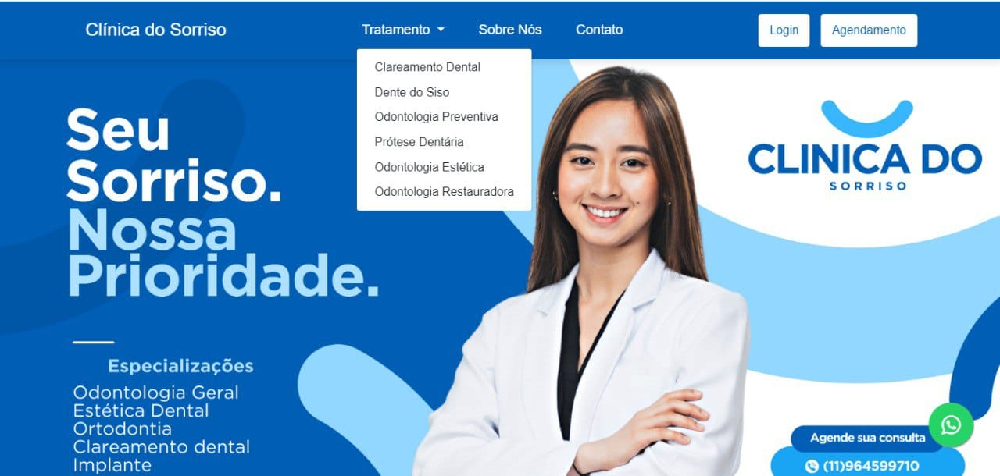 Clínica do Sorriso
Tratamento
Sobre Nós
Contato
Login
Agendamento
Clareamento Dental
Dente do Siso
Odontologia Preventiva
Prótese Dentária
Odontologia Estética
Odontologia Restauradora
Seu
Sorriso.
Nossa
Prioridade.
Especializações
Odontologia Geral
Estética Dental
Ortodontia
Clareamento dental
Implante
CLINICA DO
SORRISO
Agende sua consulta
(11)964599710